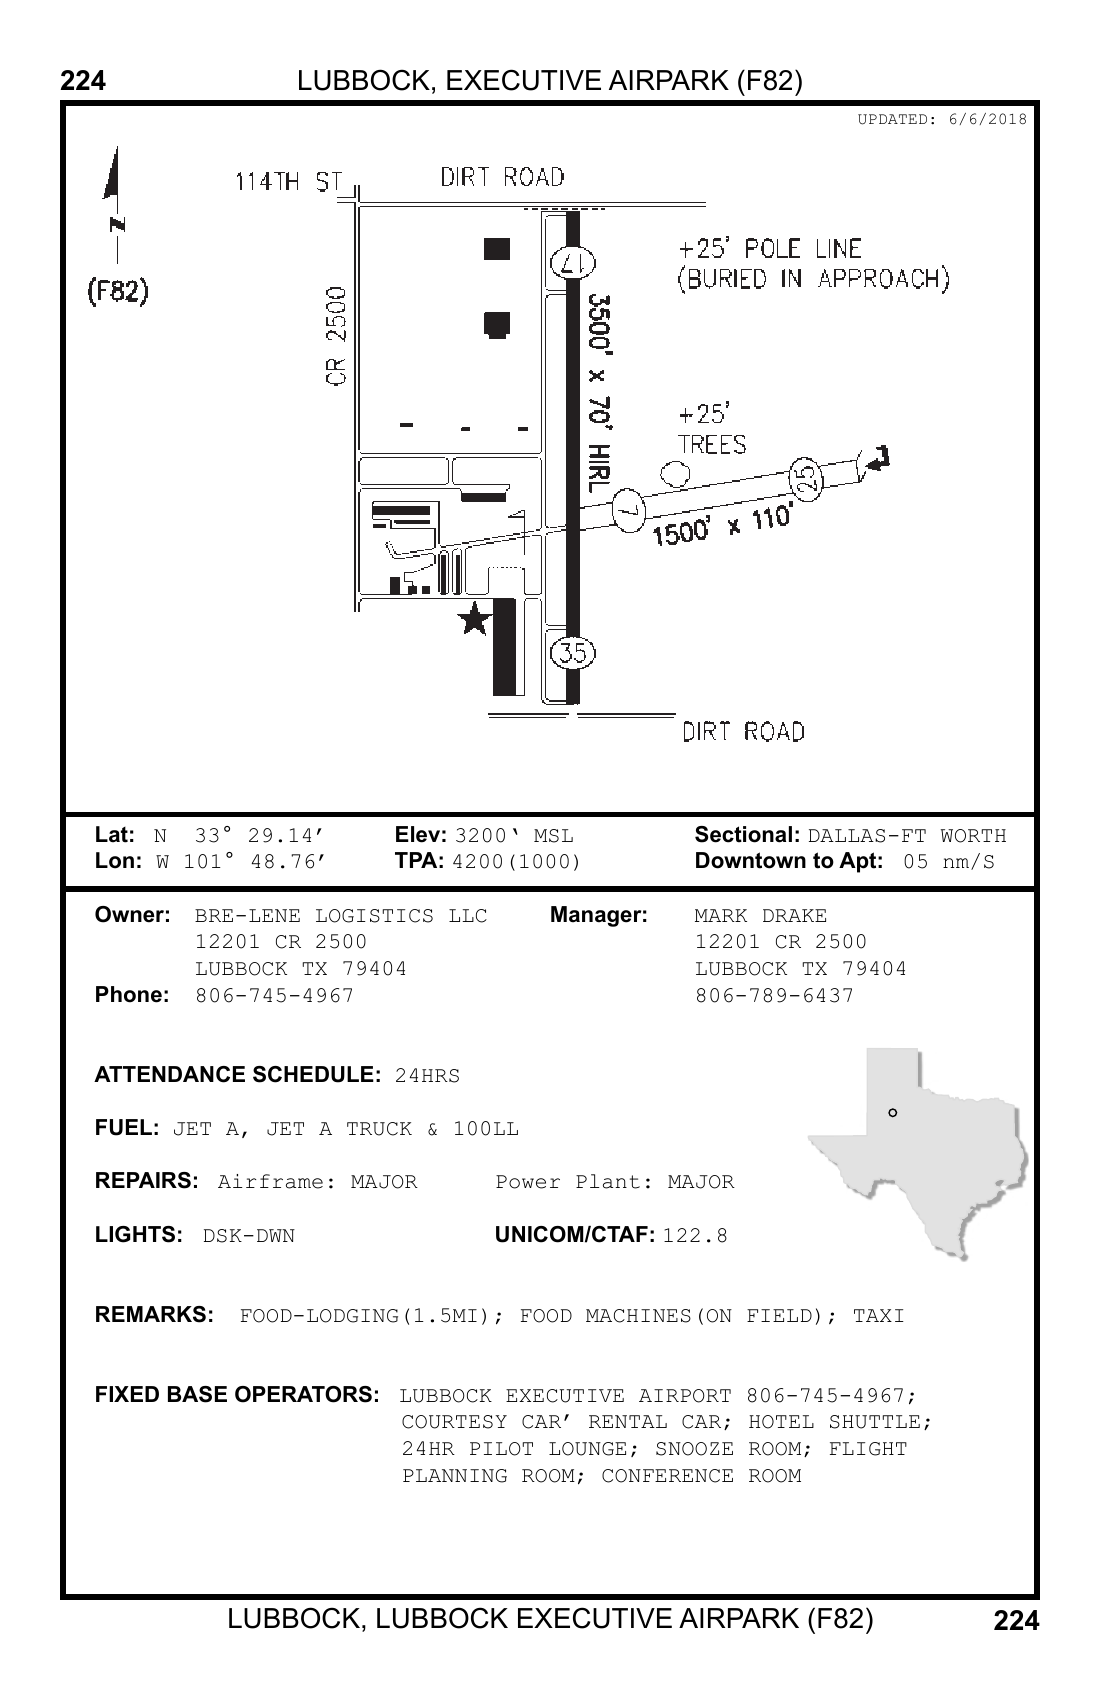 224 LUBBOCK, EXECUTIVE AIRPARK (F82)
UPDATED: 6/6/2018
114TH ST DIRT ROAD
N
(F82)
17
+25' POLE LINE
(BURIED IN APPROACH)
CR 2500
3500' x 70' HIRL
+25'
TREES
25
7
1500' x 110'
35
DIRT ROAD
Lat: N 33° 29.14’ Elev: 3200‘ MSL Sectional: DALLAS-FT WORTH
Lon: W 101° 48.76’ TPA: 4200(1000) Downtown to Apt: 05 nm/S
Owner: BRE-LENE LOGISTICS LLC Manager: MARK DRAKE
12201 CR 2500 12201 CR 2500
LUBBOCK TX 79404 LUBBOCK TX 79404
Phone: 806-745-4967 806-789-6437
ATTENDANCE SCHEDULE: 24HRS
FUEL: JET A, JET A TRUCK & 100LL
REPAIRS: Airframe: MAJOR Power Plant: MAJOR
LIGHTS: DSK-DWN UNICOM/CTAF: 122.8
REMARKS: FOOD-LODGING(1.5MI); FOOD MACHINES(ON FIELD); TAXI
FIXED BASE OPERATORS: LUBBOCK EXECUTIVE AIRPORT 806-745-4967;
COURTESY CAR’ RENTAL CAR; HOTEL SHUTTLE;
24HR PILOT LOUNGE; SNOOZE ROOM; FLIGHT
PLANNING ROOM; CONFERENCE ROOM
LUBBOCK, LUBBOCK EXECUTIVE AIRPARK (F82) 224